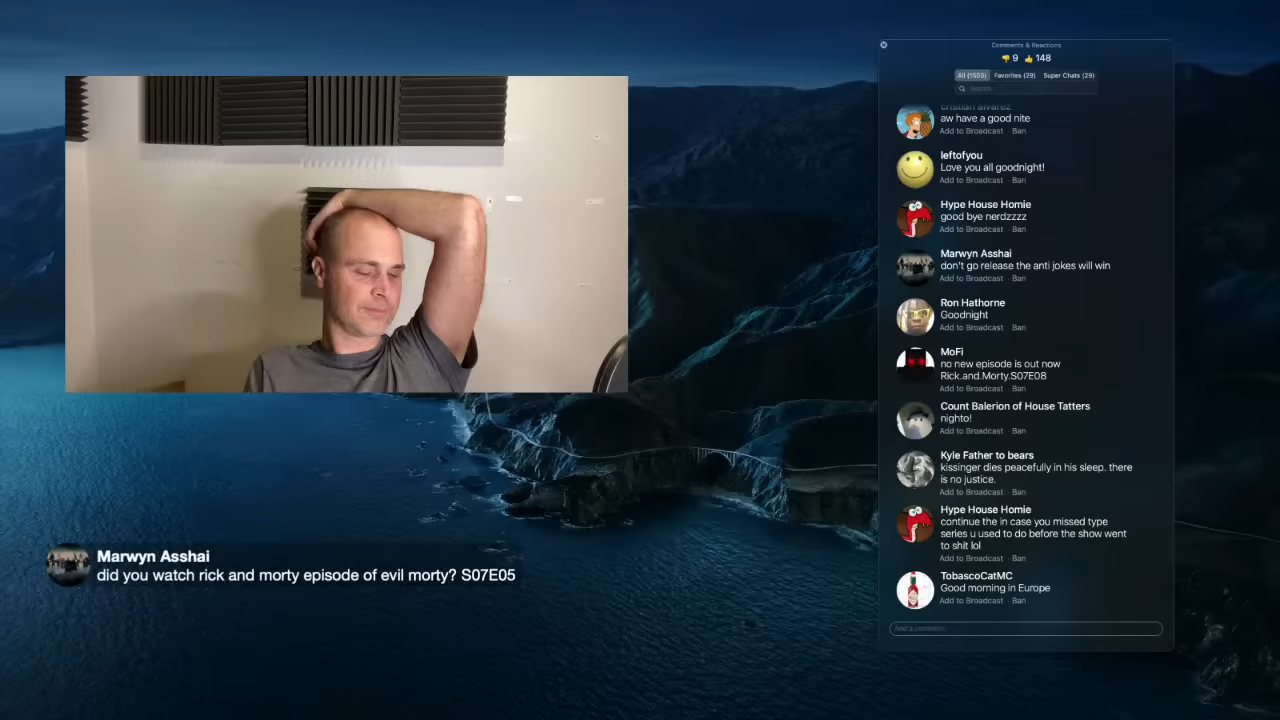 Comments & Reactions
👎 9 👍 148
All (1503) Favorites (29) Super Chats (29)
Search
cristian alvarez
aw have a good nite
Add to Broadcast · Ban
leftofyou
Love you all goodnight!
Add to Broadcast · Ban
Hype House Homie
good bye nerdzzzz
Add to Broadcast · Ban
Marwyn Asshai
don't go release the anti jokes will win
Add to Broadcast · Ban
Ron Hathorne
Goodnight
Add to Broadcast · Ban
MoFi
no new episode is out now
Rick.and.Morty.S07E08
Add to Broadcast · Ban
Count Balerion of House Tatters
nighto!
Add to Broadcast · Ban
Kyle Father to bears
kissinger dies peacefully in his sleep. there
is no justice.
Add to Broadcast · Ban
Hype House Homie
continue the in case you missed type
series u used to do before the show went
to shit lol
Add to Broadcast · Ban
TobascoCatMC
Good morning in Europe
Add to Broadcast · Ban
Add a comment
Marwyn Asshai
did you watch rick and morty episode of evil morty? S07E05